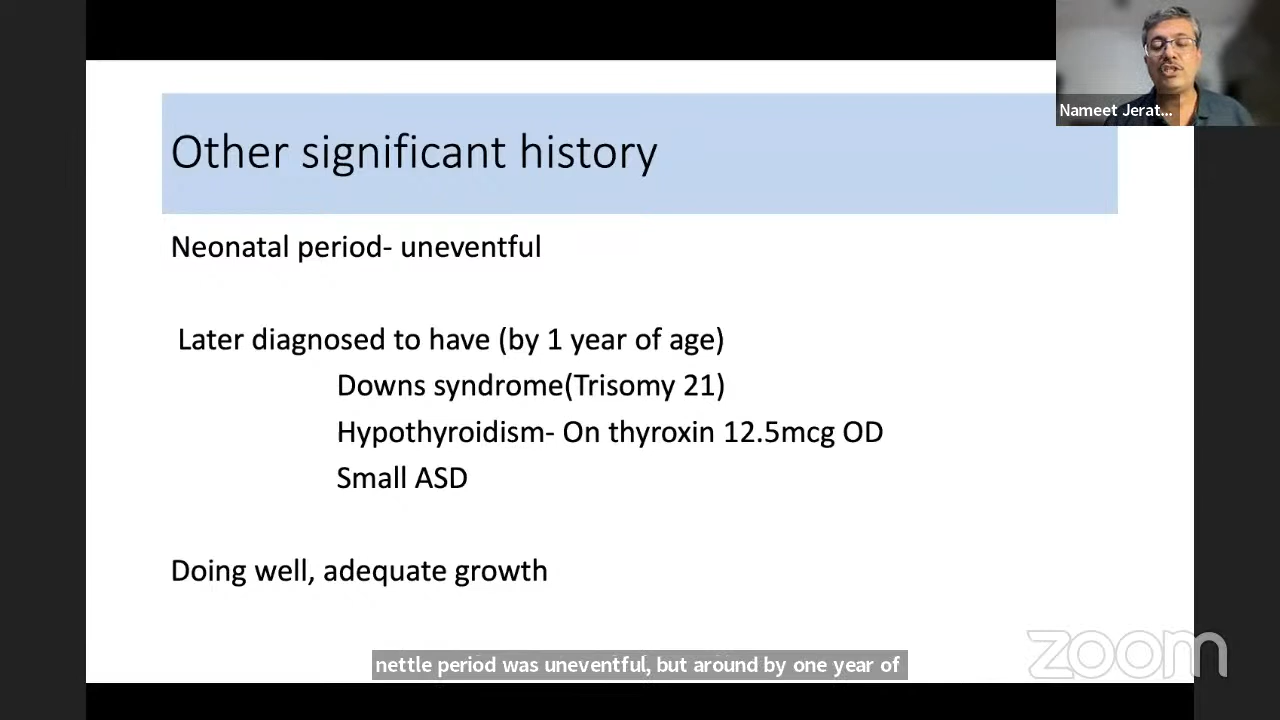 Nameet Jerat...
Other significant history
Neonatal period- uneventful
Later diagnosed to have (by 1 year of age)
Downs syndrome(Trisomy 21)
Hypothyroidism- On thyroxin 12.5mcg OD
Small ASD
Doing well, adequate growth
nettle period was uneventful, but around by one year of
zoom